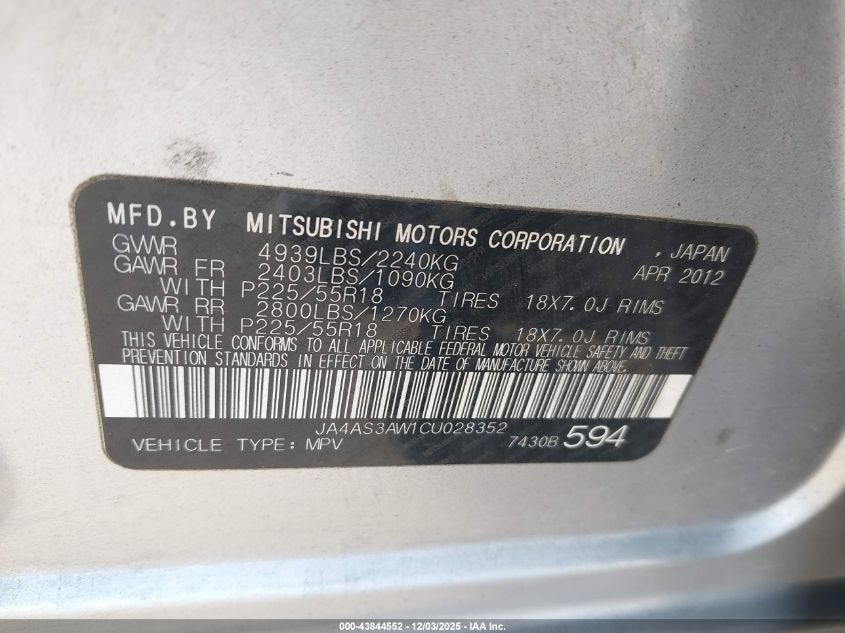 MFD.BY MITSUBISHI MOTORS CORPORATION , JAPAN
GVWR 4939LBS/2240KG APR 2012
GAWR FR 2403LBS/1090KG
WITH P225/55R18 TIRES 18X7.0J RIMS
GAWR RR 2800LBS/1270KG
WITH P225/55R18 TIRES 18X7.0J RIMS
THIS VEHICLE CONFORMS TO ALL APPLICABLE FEDERAL MOTOR VEHICLE SAFETY AND THEFT
PREVENTION STANDARDS IN EFFECT ON THE DATE OF MANUFACTURE SHOWN ABOVE.
JA4AS3AW1CU028352
VEHICLE TYPE: MPV 7430B 594
000-43844552 - 12/03/2025 - IAA Inc.